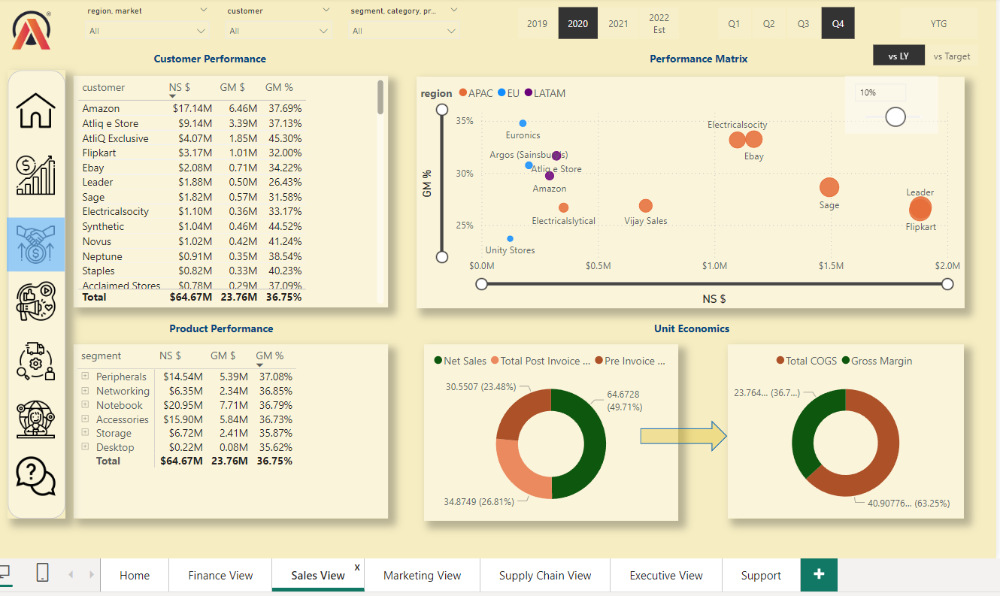 region, market
customer
segment, category, pr...
All
All
All
2019
2020
2021
2022
Est
Q1
Q2
Q3
Q4
YTG
vs LY
vs Target
Customer Performance
customer NS $ GM $ GM %
Amazon $17.14M 6.46M 37.69%
Atliq e Store $9.14M 3.39M 37.13%
AtliQ Exclusive $4.07M 1.85M 45.30%
Flipkart $3.17M 1.01M 32.00%
Ebay $2.08M 0.71M 34.22%
Leader $1.88M 0.50M 26.43%
Sage $1.82M 0.57M 31.58%
Electricalsocity $1.10M 0.36M 33.17%
Synthetic $1.04M 0.46M 44.52%
Novus $1.02M 0.42M 41.24%
Neptune $0.91M 0.35M 38.54%
Staples $0.82M 0.33M 40.23%
Acclaimed Stores $0.78M 0.29M 37.09%
Total $64.67M 23.76M 36.75%
Performance Matrix
region APAC EU LATAM
10%
GM %
35%
30%
25%
Electricalsocity
Euronics
Ebay
Argos (Sainsbury's)
Atliq e Store
Amazon
Leader
Sage
Electricalslytical
Vijay Sales
Flipkart
Unity Stores
$0.0M $0.5M $1.0M $1.5M $2.0M
NS $
Product Performance
segment NS $ GM $ GM %
Peripherals $14.54M 5.39M 37.08%
Networking $6.35M 2.34M 36.85%
Notebook $20.95M 7.71M 36.79%
Accessories $15.90M 5.84M 36.73%
Storage $6.72M 2.41M 35.87%
Desktop $0.22M 0.08M 35.62%
Total $64.67M 23.76M 36.75%
Unit Economics
Net Sales Total Post Invoice ... Pre Invoice ...
30.5507 (23.48%)
64.6728
(49.71%)
34.8749 (26.81%)
Total COGS Gross Margin
23.764... (36.7...)
40.90776... (63.25%)
Home
Finance View
Sales View
x
Marketing View
Supply Chain View
Executive View
Support
+